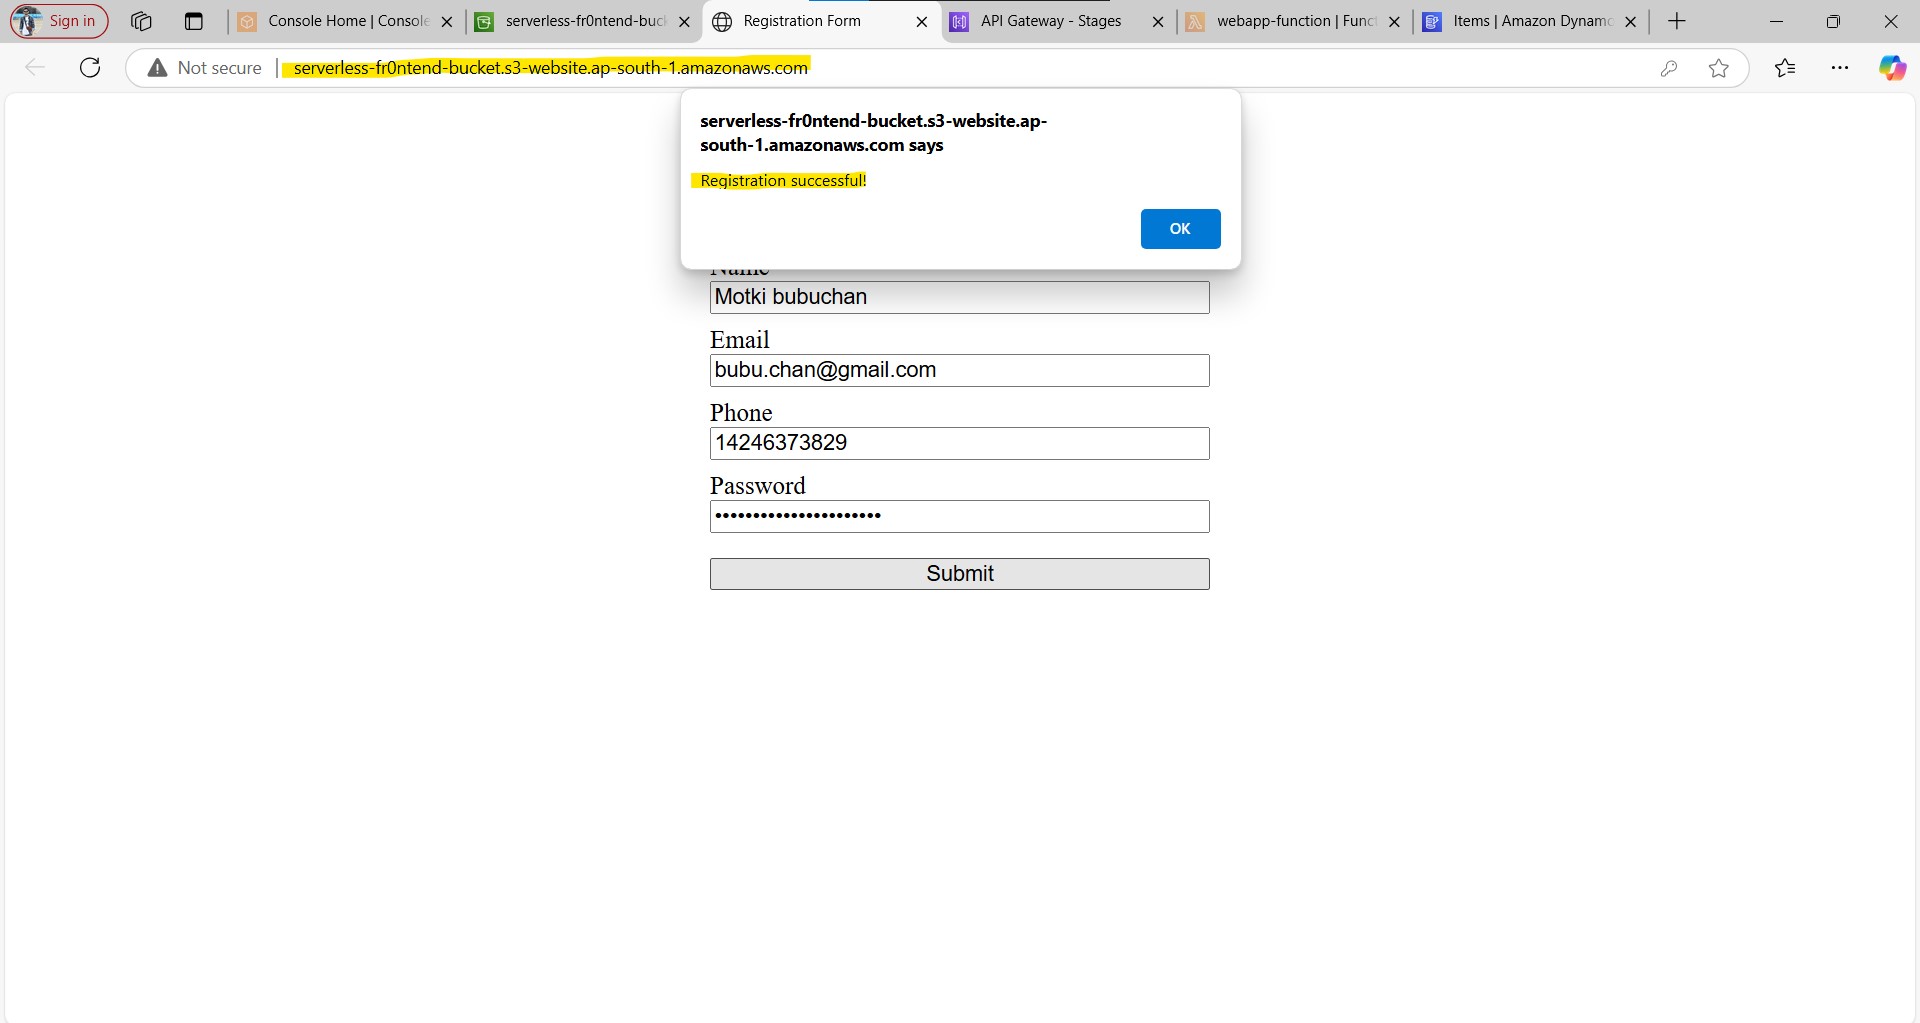 Sign in
Console Home | Console
serverless-fr0ntend-buck
Registration Form
API Gateway - Stages
webapp-function | Func
Items | Amazon Dynamo
Not secure
serverless-fr0ntend-bucket.s3-website.ap-south-1.amazonaws.com
serverless-fr0ntend-bucket.s3-website.ap-
south-1.amazonaws.com says
Registration successful!
OK
Name
Motki bubuchan
Email
bubu.chan@gmail.com
Phone
14246373829
Password
Submit